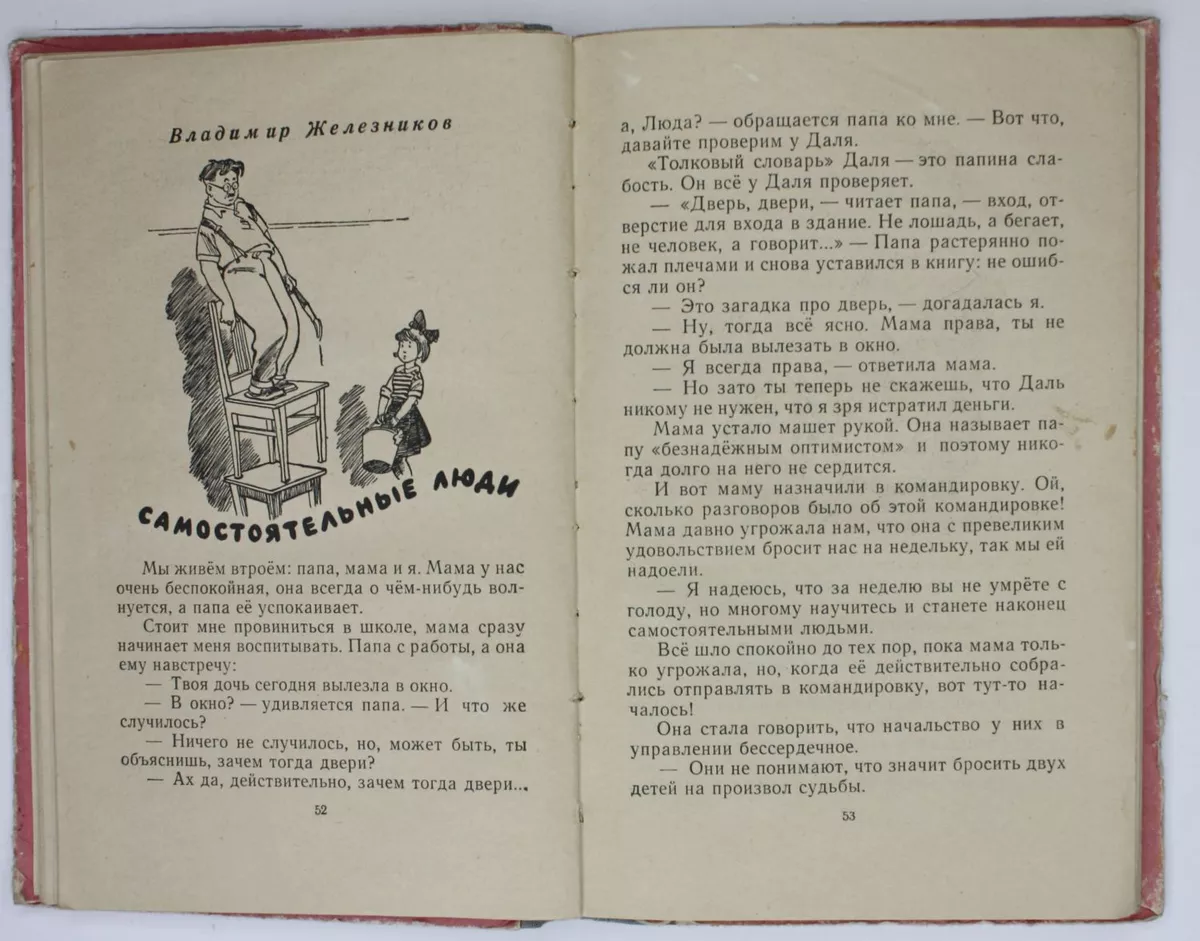 Владимир Железников
САМОСТОЯТЕЛЬНЫЕ ЛЮДИ
Мы живём втроём: папа, мама и я. Мама у нас
очень беспокойная, она всегда о чём-нибудь вол-
нуется, а папа её успокаивает.
Стоит мне провиниться в школе, мама сразу
начинает меня воспитывать. Папа с работы, а она
ему навстречу:
— Твоя дочь сегодня вылезла в окно.
— В окно? — удивляется папа. — И что же
случилось?
— Ничего не случилось, но, может быть, ты
объяснишь, зачем тогда двери?
— Ах да, действительно, зачем тогда двери...
52
а, Люда? — обращается папа ко мне. — Вот что,
давайте проверим у Даля.
«Толковый словарь» Даля — это папина сла-
бость. Он всё у Даля проверяет.
— «Дверь, двери, — читает папа, — вход, от-
верстие для входа в здание. Не лошадь, а бегает,
не человек, а говорит...» — Папа растерянно по-
жал плечами и снова уставился в книгу: не ошиб-
ся ли он?
— Это загадка про дверь, — догадалась я.
— Ну, тогда всё ясно. Мама права, ты не
должна была вылезать в окно.
— Я всегда права, — ответила мама.
— Но зато ты теперь не скажешь, что Даль
никому не нужен, что я зря истратил деньги.
Мама устало машет рукой. Она называет па-
пу «безнадёжным оптимистом» и поэтому нико-
гда долго на него не сердится.
И вот маму назначили в командировку. Ой,
сколько разговоров было об этой командировке!
Мама давно угрожала нам, что она с превеликим
удовольствием бросит нас на недельку, так мы ей
надоели.
— Я надеюсь, что за неделю вы не умрёте с
голоду, но многому научитесь и станете наконец
самостоятельными людьми.
Всё шло спокойно до тех пор, пока мама толь-
ко угрожала, но, когда её действительно собра-
лись отправлять в командировку, вот тут-то на-
чалось!
Она стала говорить, что начальство у них в
управлении бессердечное.
— Они не понимают, что значит бросить двух
детей на произвол судьбы.
53